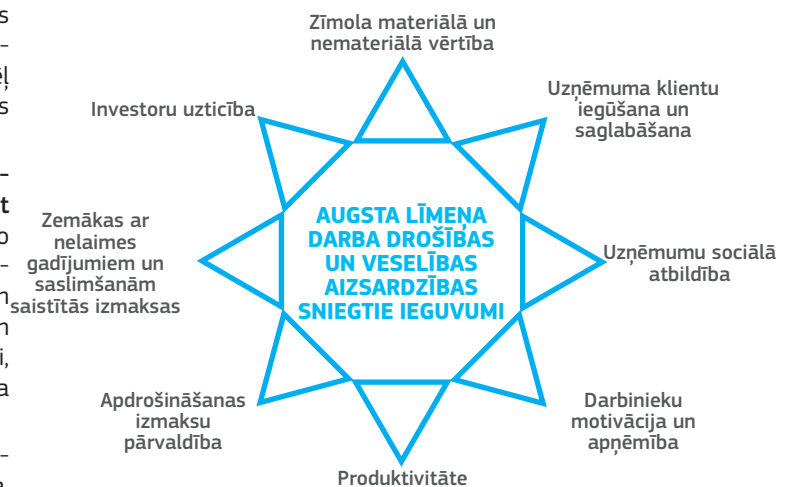 Zīmola materiālā un
nemateriālā vērtība
Uzņēmuma klientu
iegūšana un
saglabāšana
Uzņēmumu sociālā
atbildība
Darbinieku
motivācija un
apņēmība
Produktivitāte
Apdrošināšanas
izmaksu
pārvaldība
Zemākas ar
nelaimes
gadījumiem un
saslimšanām
saistītās izmaksas
Investoru uzticība
AUGSTA LĪMEŅA
DARBA DROŠĪBAS
UN VESELĪBAS
AIZSARDZĪBAS
SNIEGTIE IEGUVUMI